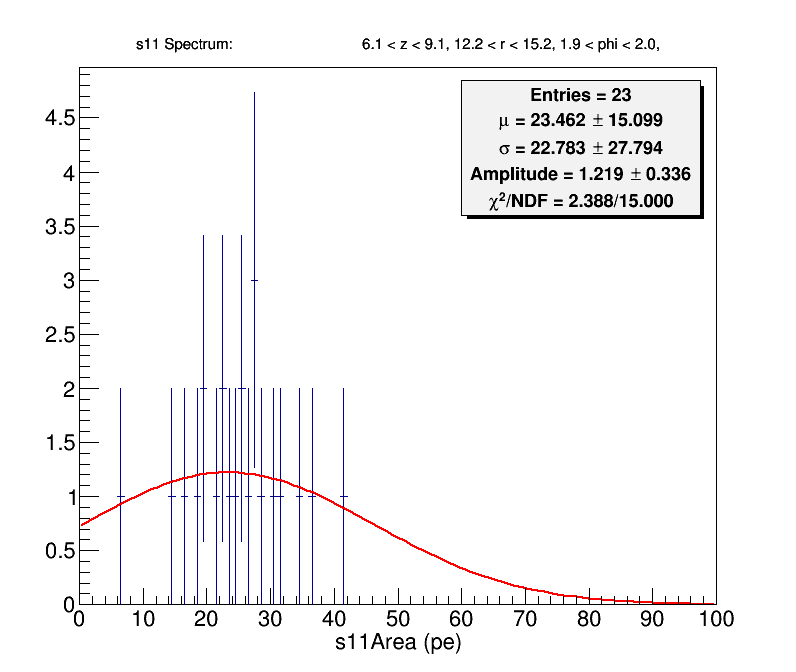 s11 Spectrum: 6.1 < z < 9.1, 12.2 < r < 15.2, 1.9 < phi < 2.0,
Entries = 23
μ = 23.462 ± 15.099
σ = 22.783 ± 27.794
Amplitude = 1.219 ± 0.336
χ²/NDF = 2.388/15.000
4.5
4
3.5
3
2.5
2
1.5
1
0.5
0
0 10 20 30 40 50 60 70 80 90 100
s11Area (pe)